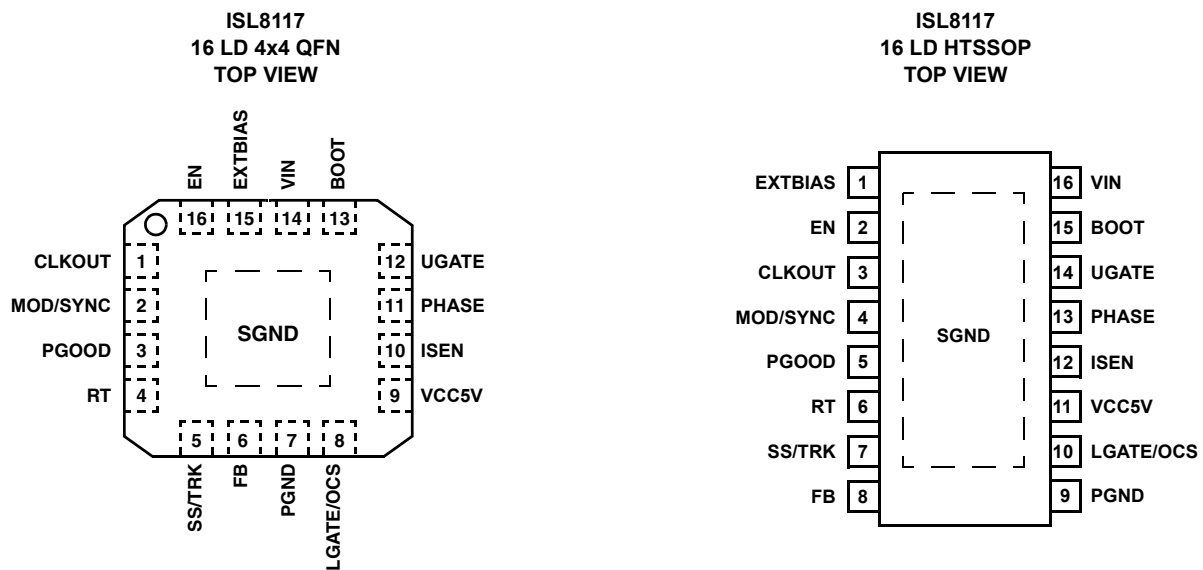 ISL8117
16 LD 4x4 QFN
TOP VIEW
EN
EXTBIAS
VIN
BOOT
16 15 14 13
CLKOUT 1
MOD/SYNC 2
PGOOD 3
RT 4
SGND
12 UGATE
11 PHASE
10 ISEN
9 VCC5V
5 6 7 8
SS/TRK
FB
PGND
LGATE/OCS
ISL8117
16 LD HTSSOP
TOP VIEW
EXTBIAS 1
EN 2
CLKOUT 3
MOD/SYNC 4
PGOOD 5
RT 6
SS/TRK 7
FB 8
SGND
16 VIN
15 BOOT
14 UGATE
13 PHASE
12 ISEN
11 VCC5V
10 LGATE/OCS
9 PGND